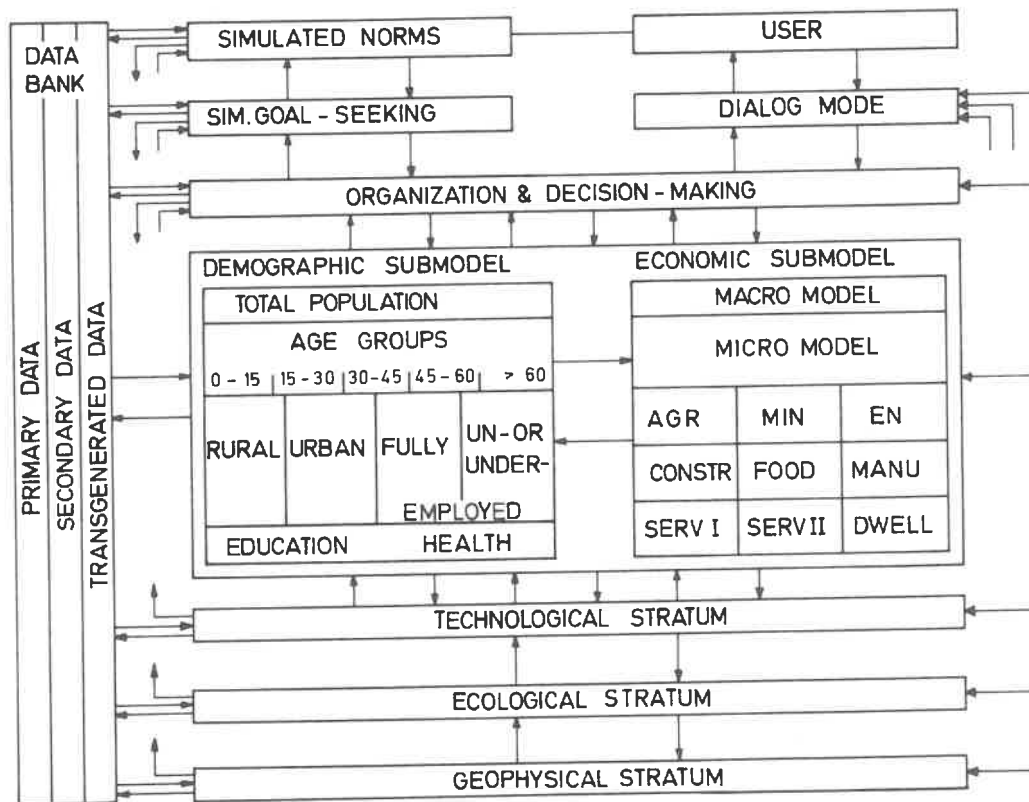 DATA
BANK
PRIMARY DATA
SECONDARY DATA
TRANSGENERATED DATA
SIMULATED NORMS
USER
SIM. GOAL - SEEKING
DIALOG MODE
ORGANIZATION & DECISION - MAKING
DEMOGRAPHIC SUBMODEL
TOTAL POPULATION
AGE GROUPS
0 - 15 15 - 30 30 - 45 45 - 60 > 60
RURAL URBAN FULLY UN- OR
UNDER-
EMPLOYED
EDUCATION HEALTH
ECONOMIC SUBMODEL
MACRO MODEL
MICRO MODEL
AGR MIN EN
CONSTR FOOD MANU
SERV I SERV II DWELL
TECHNOLOGICAL STRATUM
ECOLOGICAL STRATUM
GEOPHYSICAL STRATUM